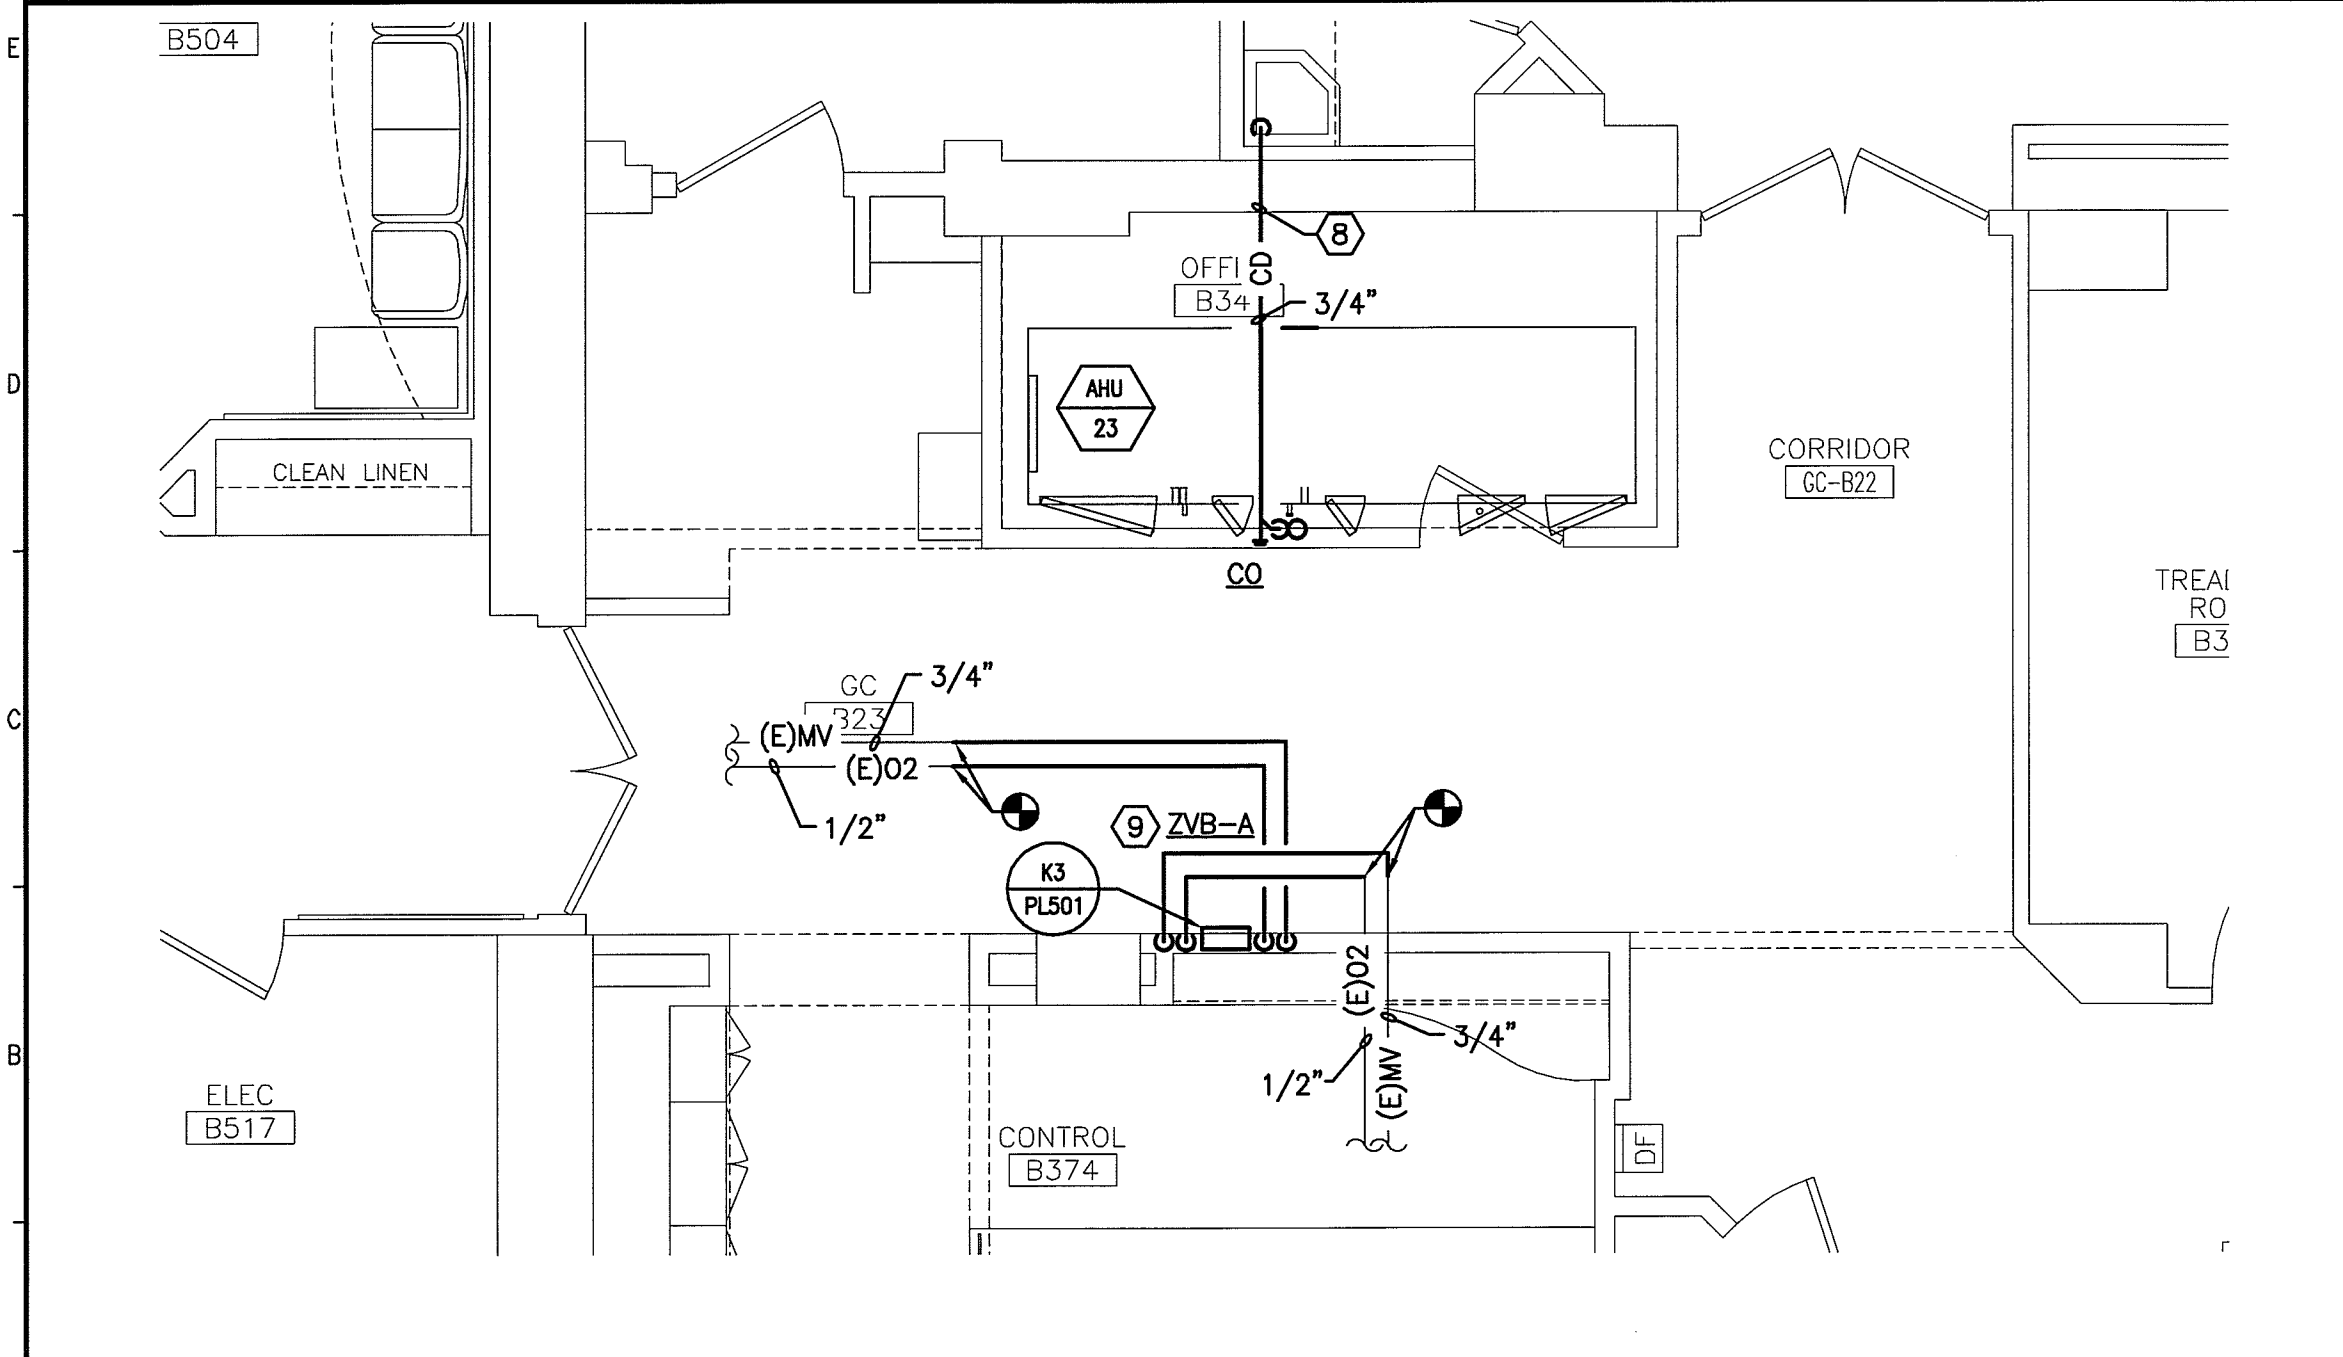 E
B504
8
CD
OFFI
B34
3/4"
D
AHU
23
CORRIDOR
GC-B22
CLEAN LINEN
CO
TREA
RO
B3
3/4"
GC
B23
C
(E)MV
(E)O2
1/2"
9
ZVB-A
K3
PL501
(E)O2
3/4"
B
1/2"
(E)MV
ELEC
B517
CONTROL
B374
DF